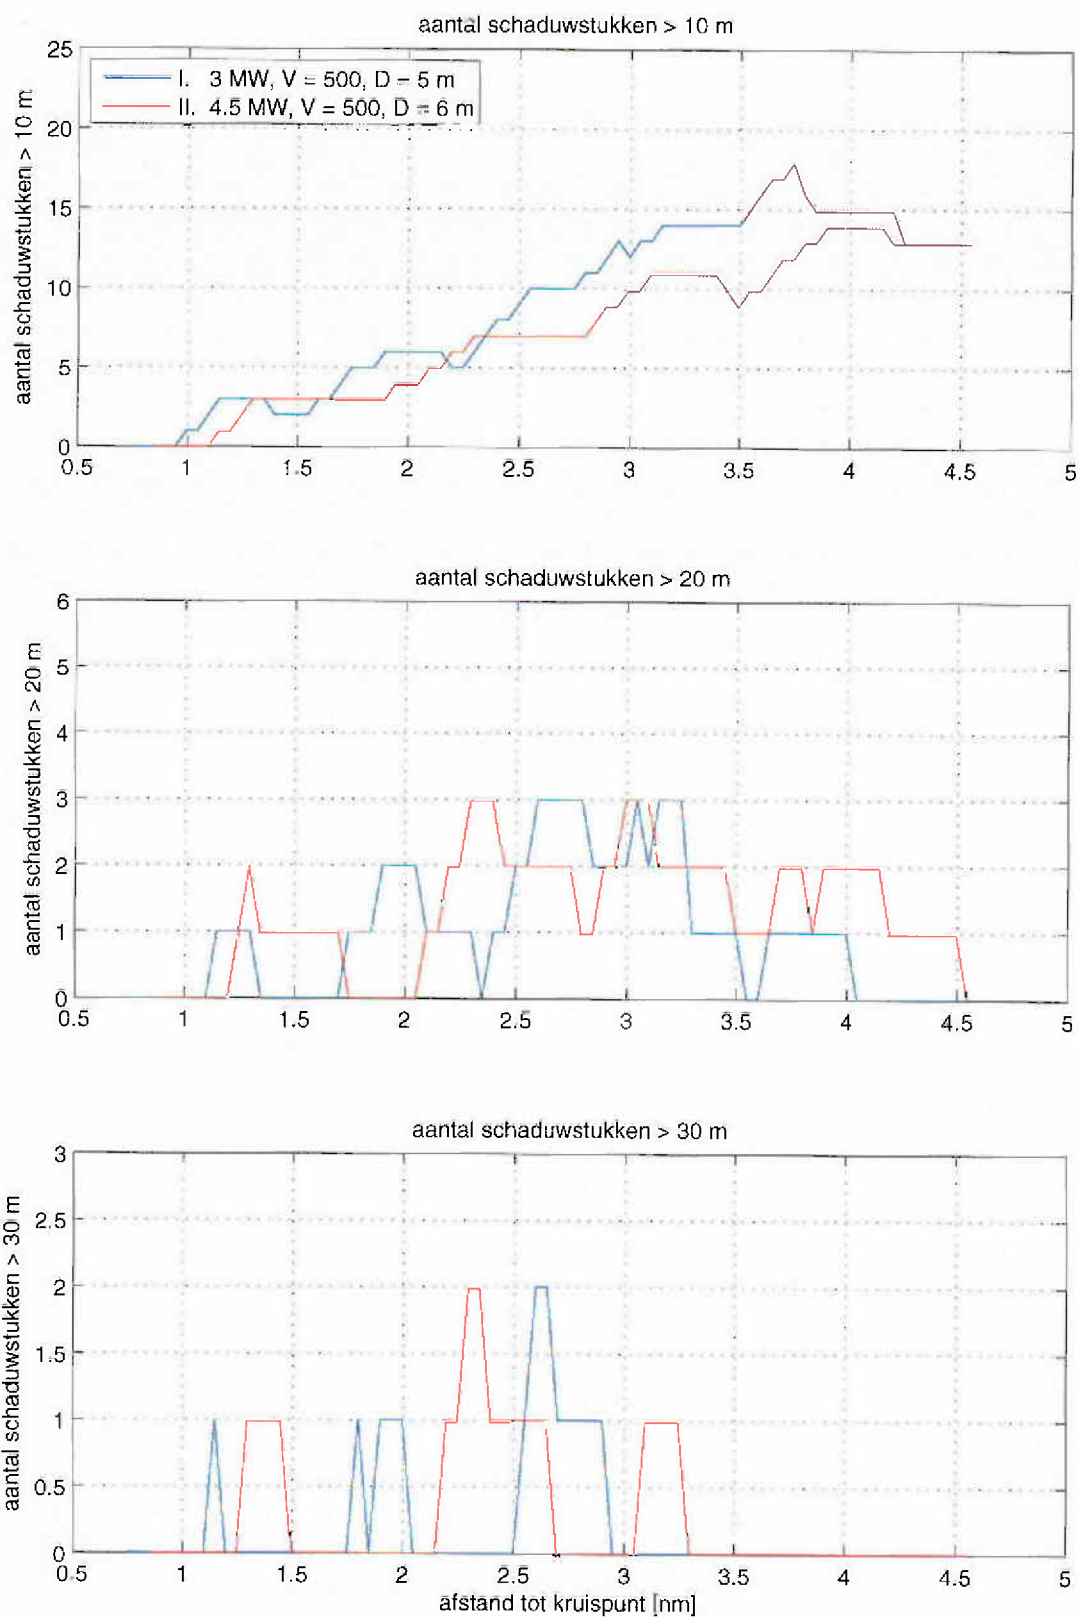 aantal schaduwstukken > 10 m
25
20
15
10
5
0
aantal schaduwstukken > 10 m
I. 3 MW, V = 500, D = 5 m
II. 4.5 MW, V = 500, D = 6 m
0.5 1 1.5 2 2.5 3 3.5 4 4.5 5
aantal schaduwstukken > 20 m
6
5
4
3
2
1
0
aantal schaduwstukken > 20 m
0.5 1 1.5 2 2.5 3 3.5 4 4.5 5
aantal schaduwstukken > 30 m
3
2.5
2
1.5
1
0.5
0
aantal schaduwstukken > 30 m
0.5 1 1.5 2 2.5 3 3.5 4 4.5 5
afstand tot kruispunt [nm]